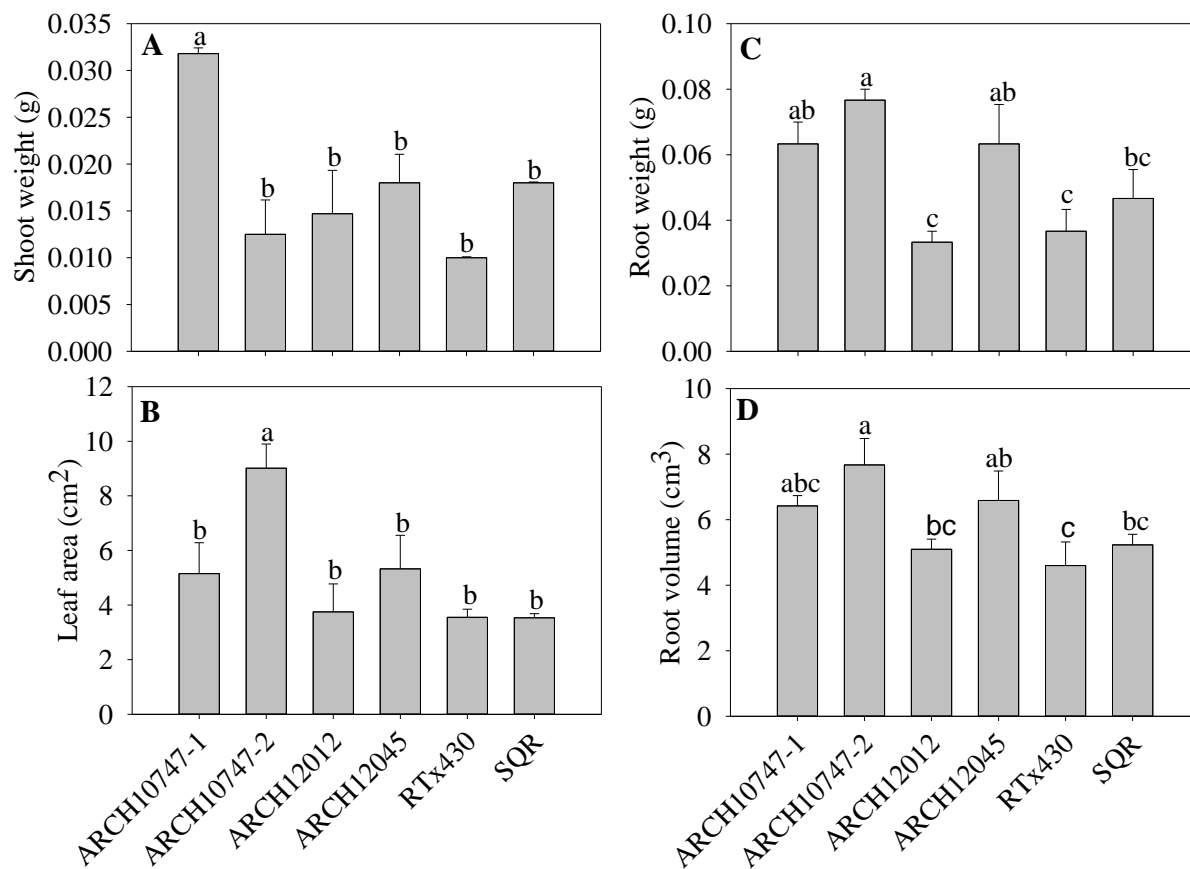 A
Shoot weight (g)
0.035
0.030
0.025
0.020
0.015
0.010
0.005
0.000
a
b
b
b
b
b
C
Root weight (g)
0.10
0.08
0.06
0.04
0.02
0.00
ab
a
c
ab
c
bc
B
Leaf area (cm²)
12
10
8
6
4
2
0
b
a
b
b
b
b
ARCH10747-1
ARCH10747-2
ARCH12012
ARCH12045
RTx430
SQR
D
Root volume (cm³)
10
8
6
4
2
0
abc
a
bc
ab
c
bc
ARCH10747-1
ARCH10747-2
ARCH12012
ARCH12045
RTx430
SQR